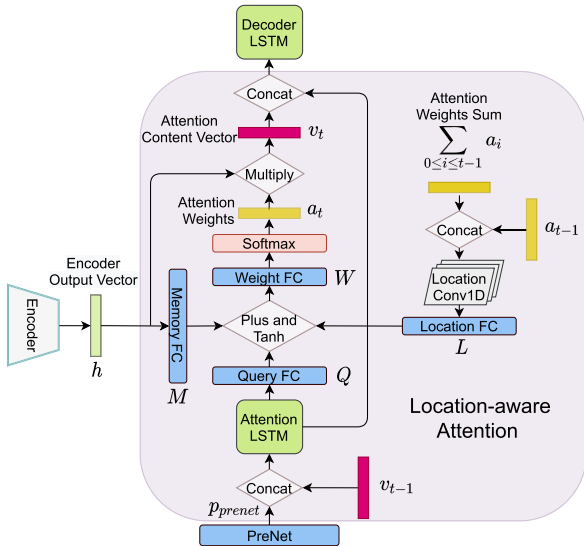 Decoder
LSTM
Concat
Attention
Content Vector
v_t
Attention
Weights Sum
∑ a_i
0≤i≤t−1
Multiply
Attention
Weights
a_t
Concat
a_{t−1}
Softmax
Encoder
Output Vector
Weight FC
W
Location
Conv1D
Encoder
Memory FC
Plus and
Tanh
Location FC
L
h
M
Query FC
Q
Attention
LSTM
Location-aware
Attention
Concat
v_{t−1}
p_{prenet}
PreNet